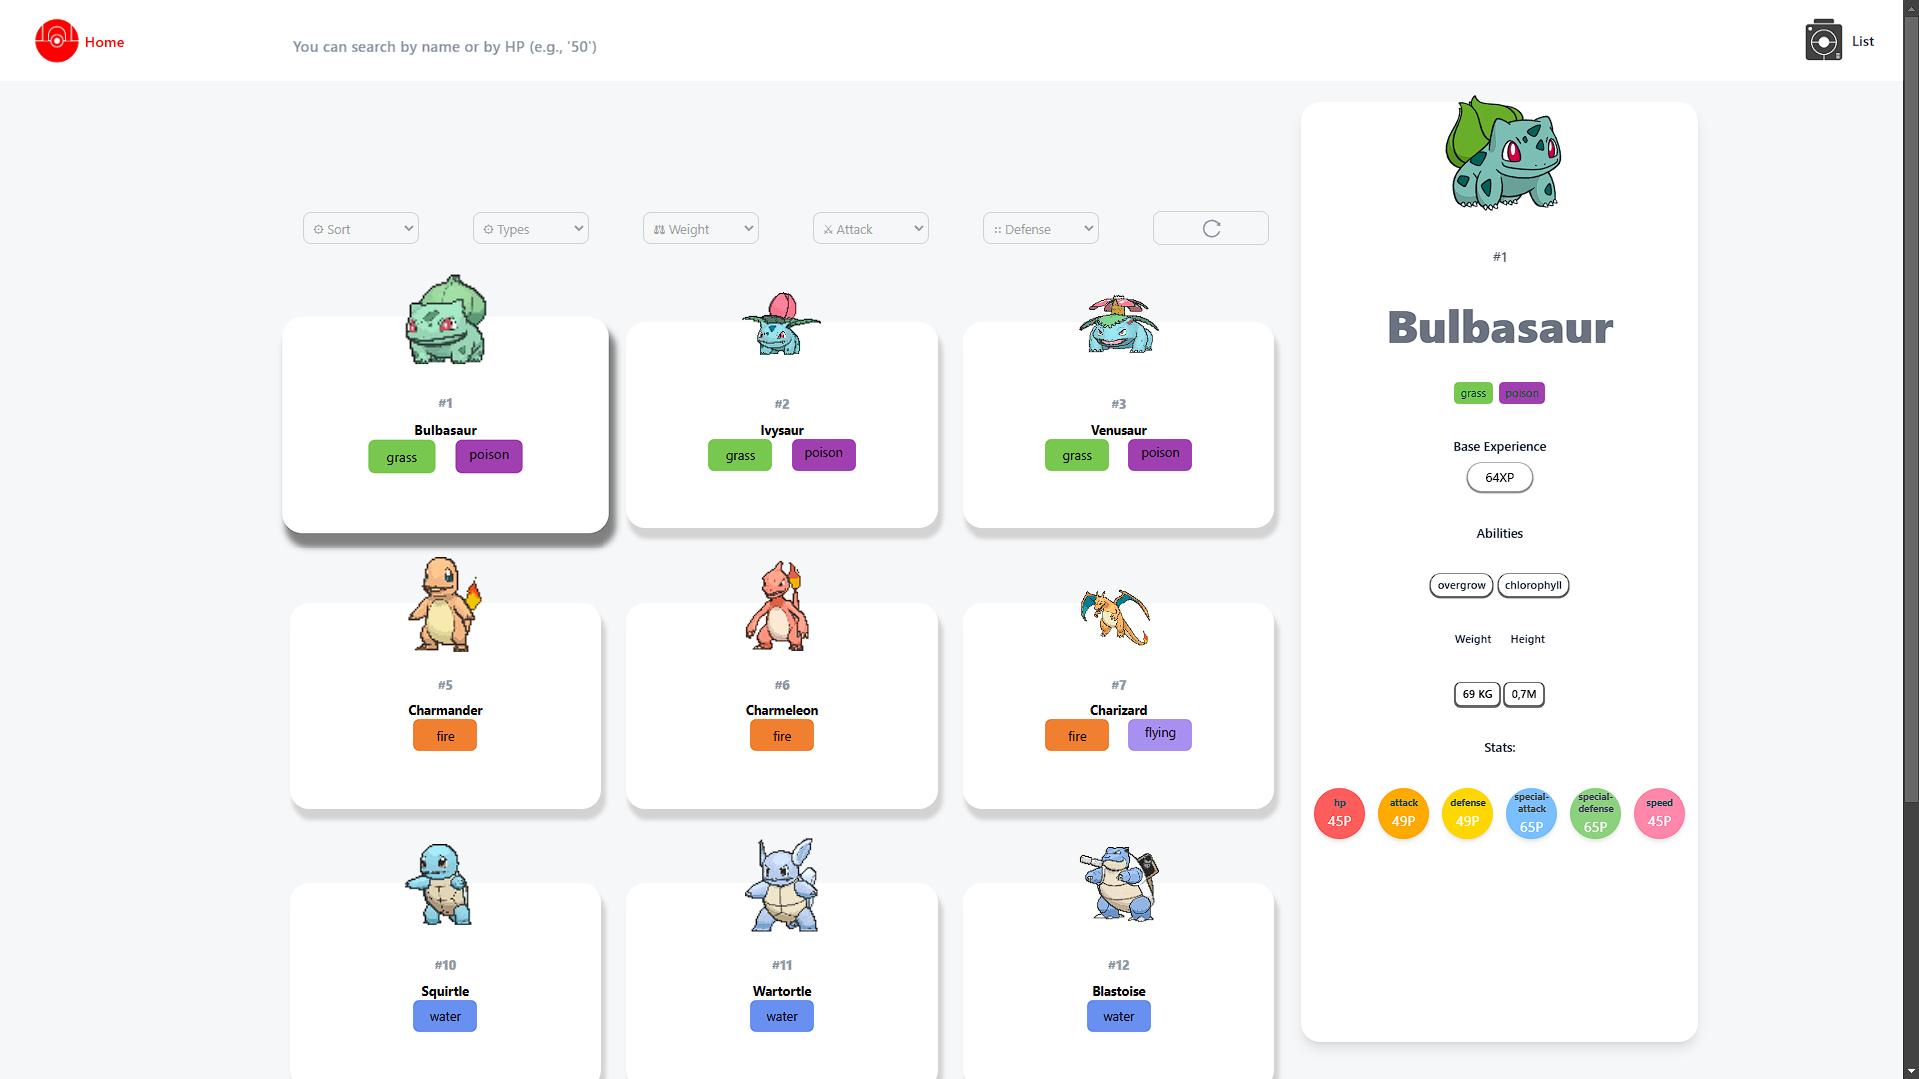 Home
You can search by name or by HP (e.g., '50')
List
⚙ Sort
⚙ Types
⚖ Weight
⚔ Attack
:: Defense
#1
Bulbasaur
grass poison
#2
Ivysaur
grass poison
#3
Venusaur
grass poison
#5
Charmander
fire
#6
Charmeleon
fire
#7
Charizard
fire flying
#10
Squirtle
water
#11
Wartortle
water
#12
Blastoise
water
#1
Bulbasaur
grass poison
Base Experience
64XP
Abilities
overgrow chlorophyll
Weight Height
69 KG 0,7M
Stats:
hp
45P
attack
49P
defense
49P
special-
attack
65P
special-
defense
65P
speed
45P